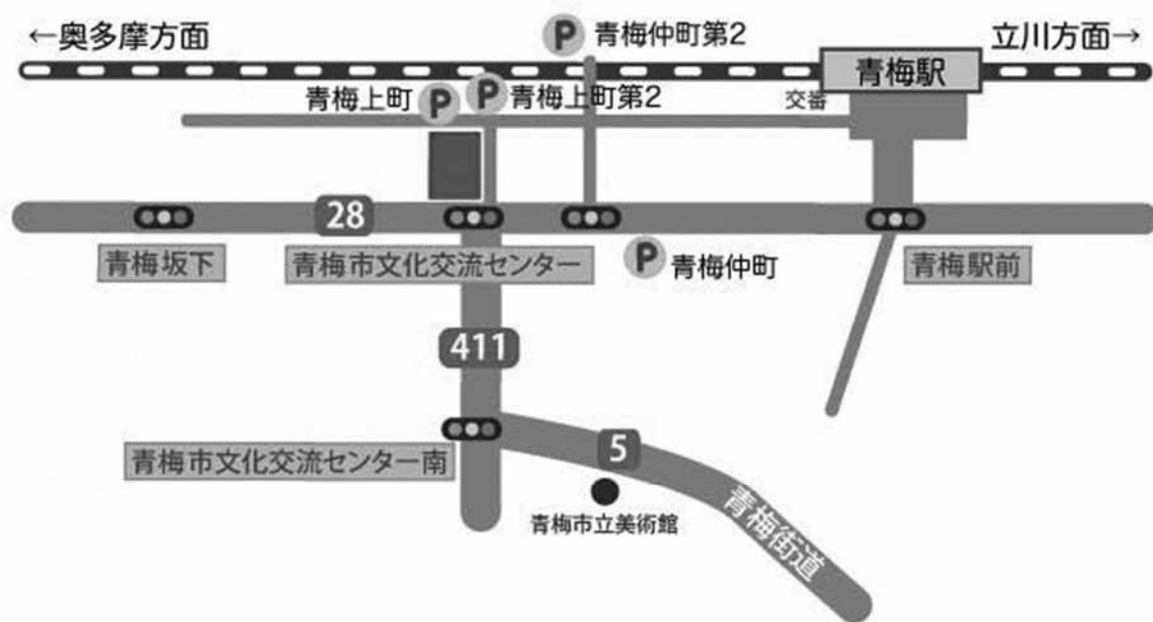 ←奥多摩方面
P 青梅仲町第2
青梅駅
立川方面→
青梅上町 P
P 青梅上町第2
交番
28
青梅坂下
青梅市文化交流センター
P 青梅仲町
青梅駅前
411
青梅市文化交流センター南
5
青梅市立美術館
青梅街道